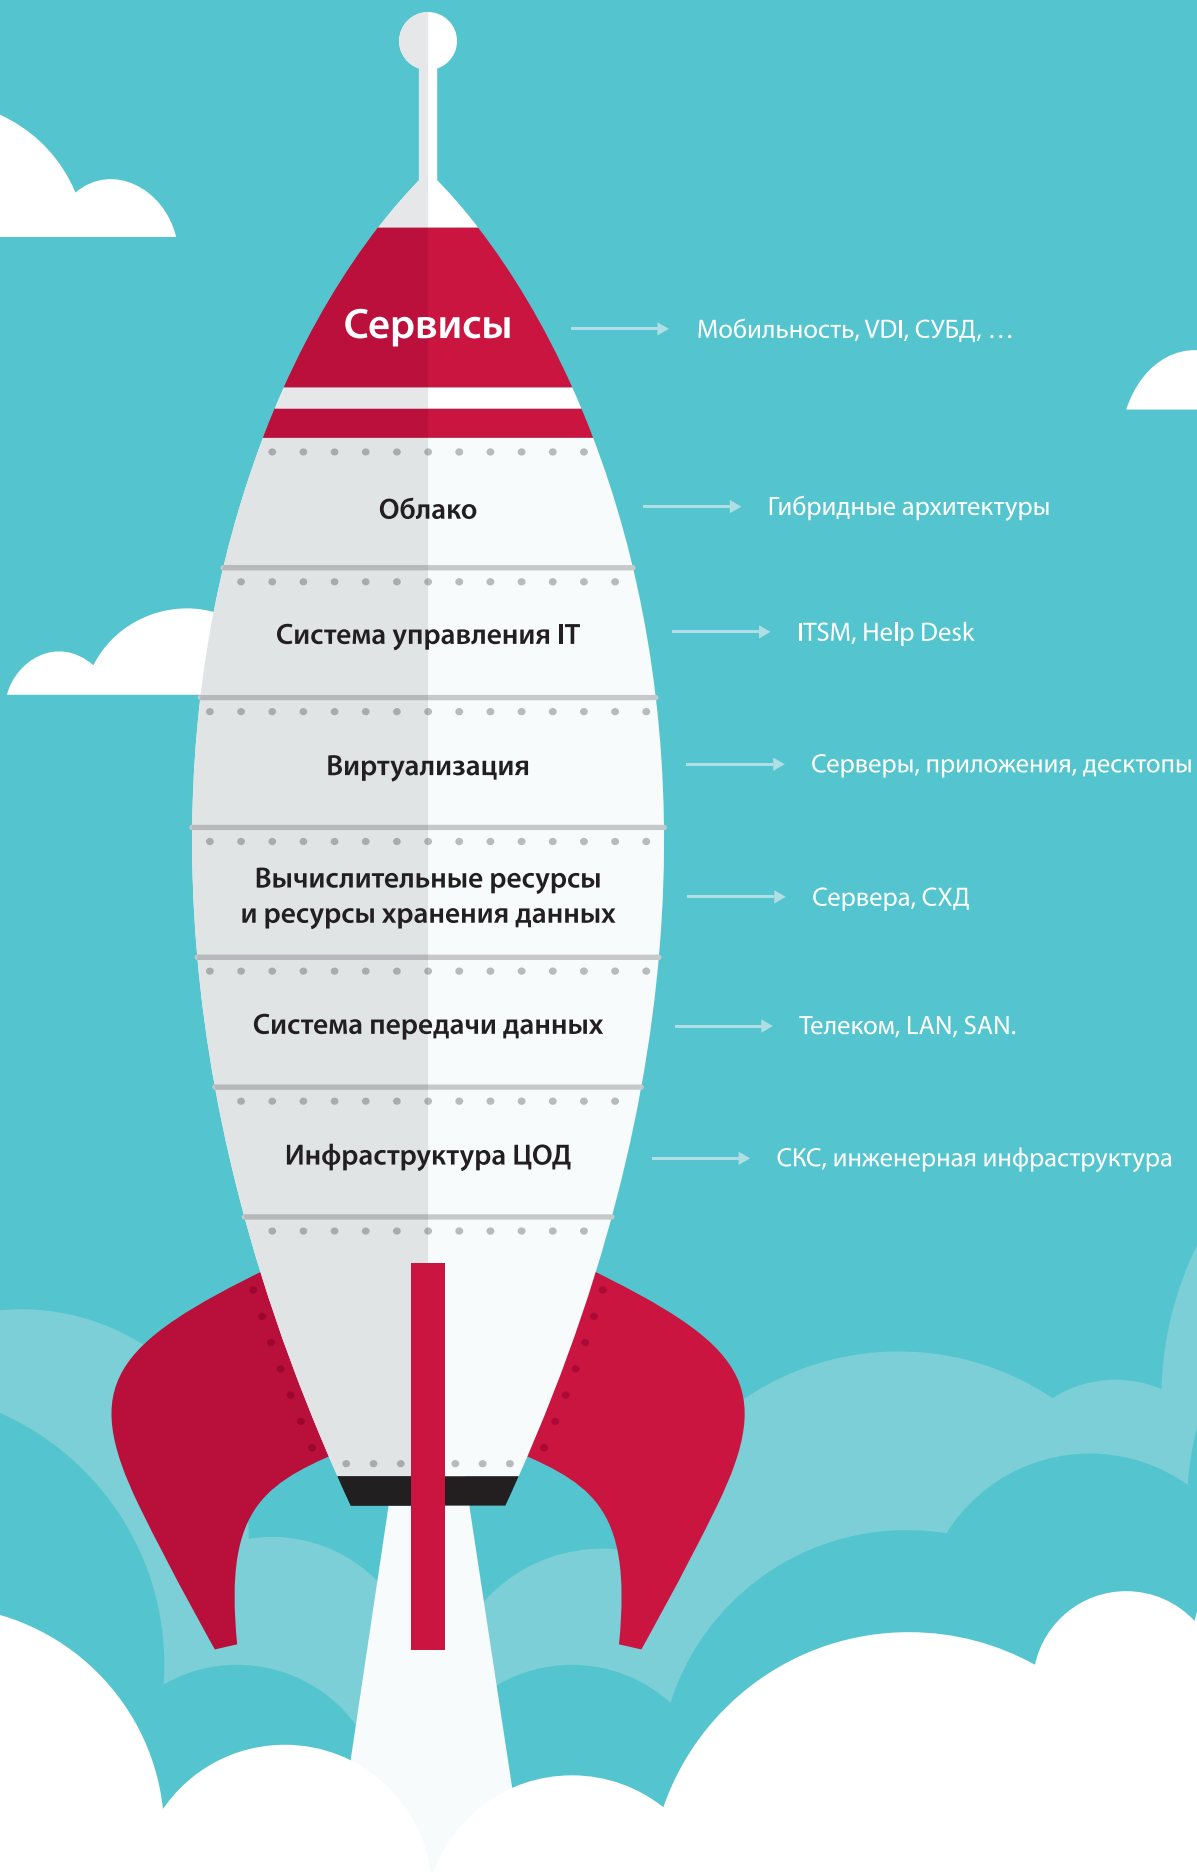 Сервисы
Мобильность, VDI, СУБД, ...
Облако
Гибридные архитектуры
Система управления IT
ITSM, Help Desk
Виртуализация
Серверы, приложения, десктопы
Вычислительные ресурсы
и ресурсы хранения данных
Сервера, СХД
Система передачи данных
Телеком, LAN, SAN.
Инфраструктура ЦОД
СКС, инженерная инфраструктура